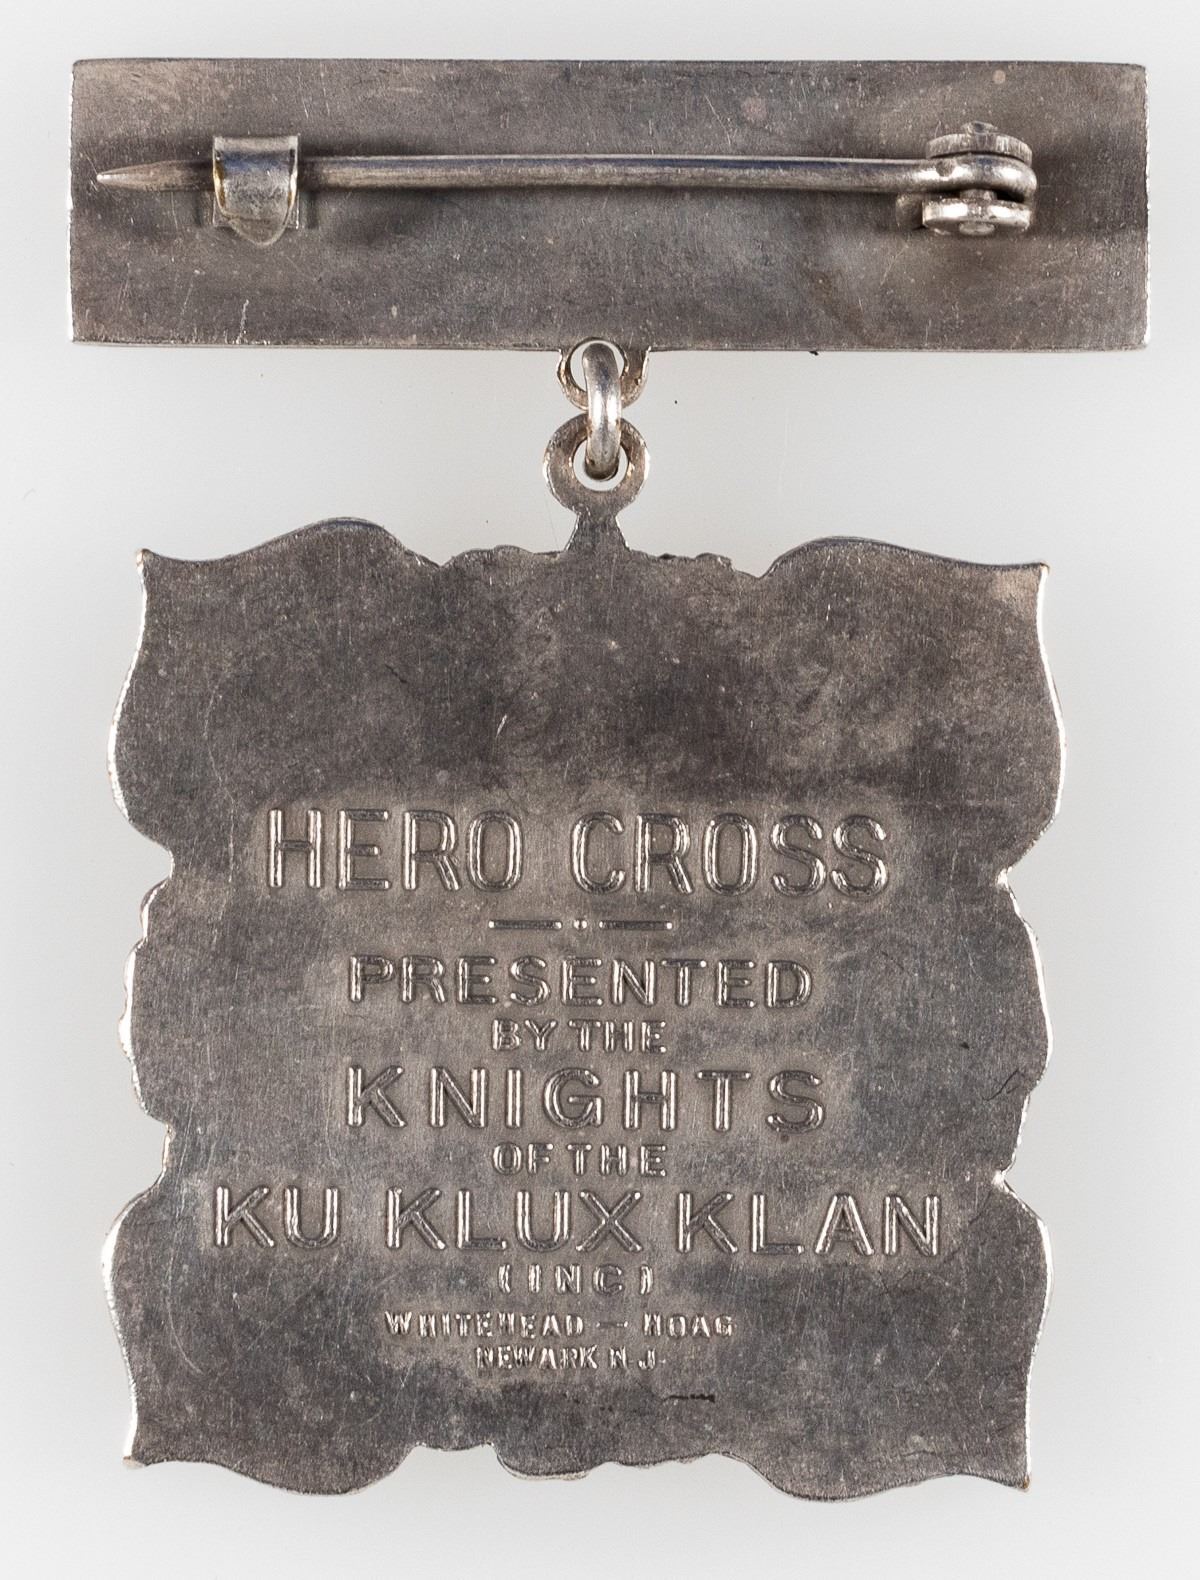 HERO CROSS
PRESENTED
BY THE
KNIGHTS
OF THE
KU KLUX KLAN
(INC)
WHITEHEAD — HOAG
NEWARK N.J.